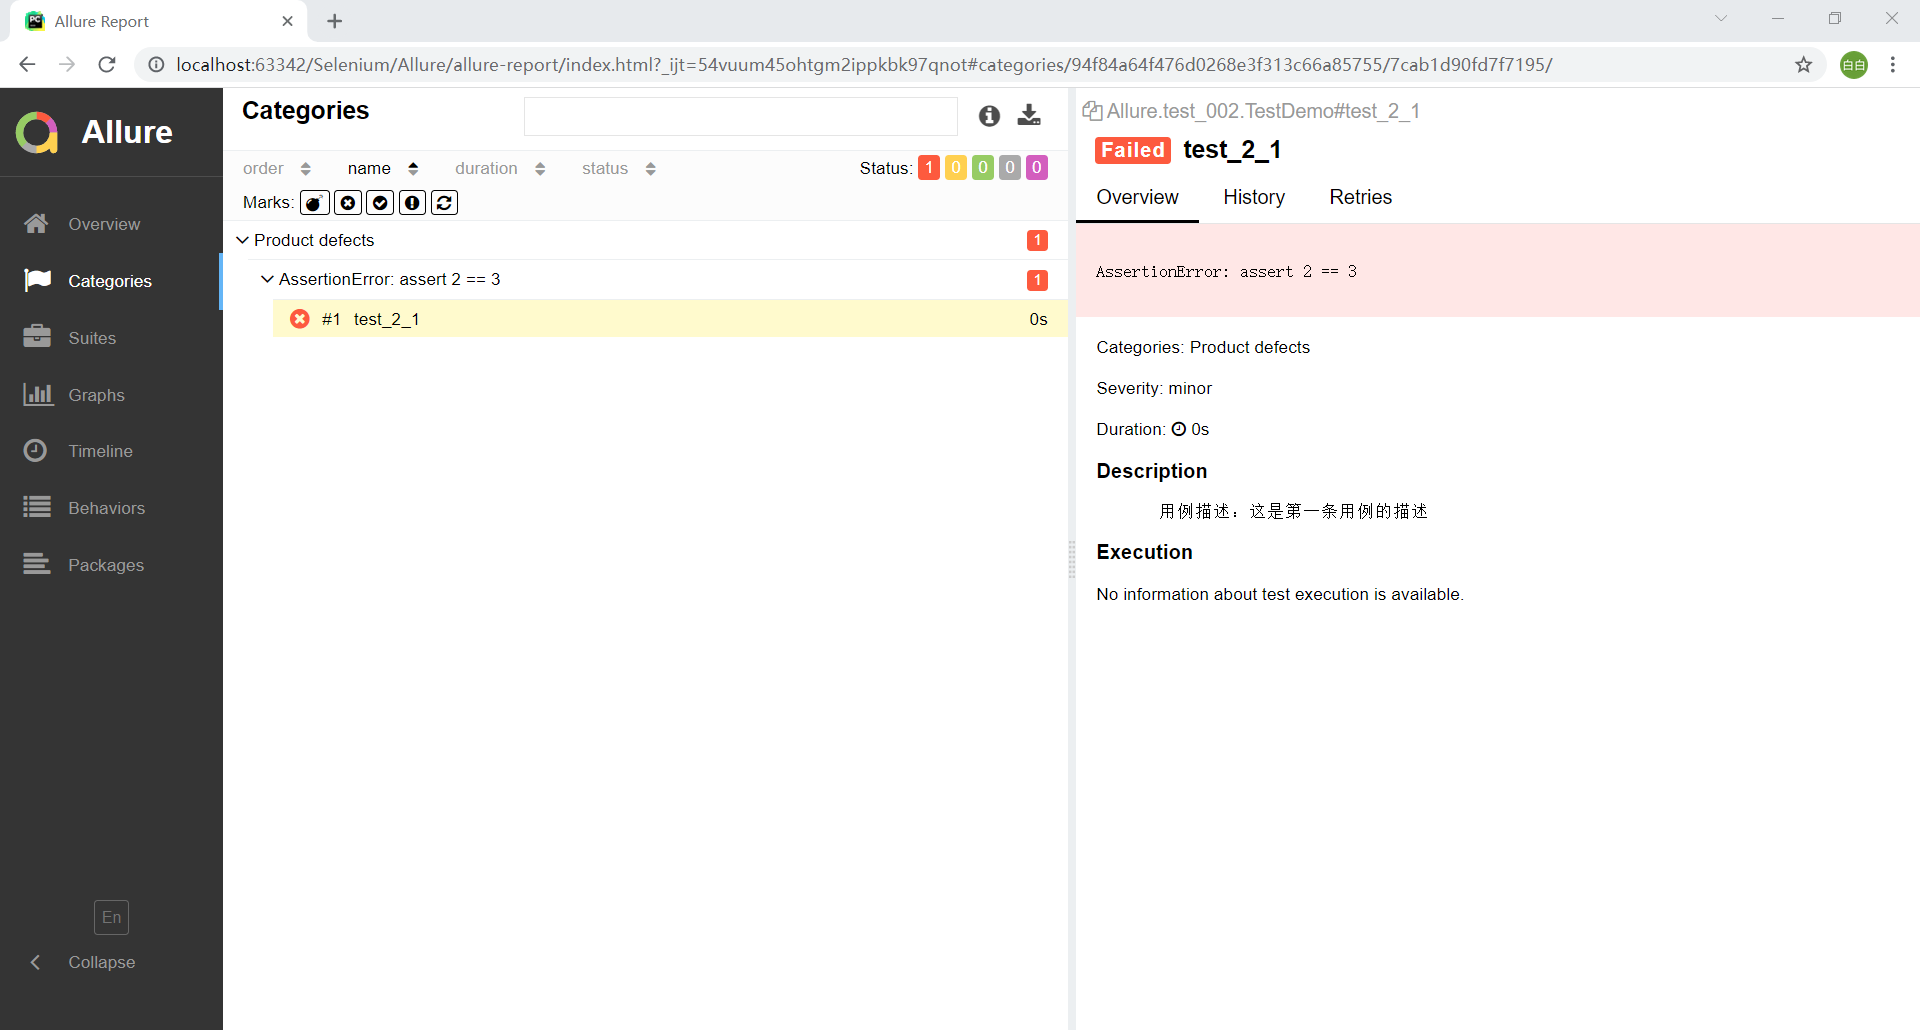 Allure Report
localhost:63342/Selenium/Allure/allure-report/index.html?_ijt=54vuum45ohtgm2ippkbk97qnot#categories/94f84a64f476d0268e3f313c66a85755/7cab1d90fd7f7195/
白白
Allure
Overview
Categories
Suites
Graphs
Timeline
Behaviors
Packages
En
Collapse
Categories
order name duration status Status: 1 0 0 0 0
Marks:
Product defects 1
AssertionError: assert 2 == 3 1
#1 test_2_1 0s
Allure.test_002.TestDemo#test_2_1
Failed test_2_1
Overview History Retries
AssertionError: assert 2 == 3
Categories: Product defects
Severity: minor
Duration: 0s
Description
用例描述：这是第一条用例的描述
Execution
No information about test execution is available.